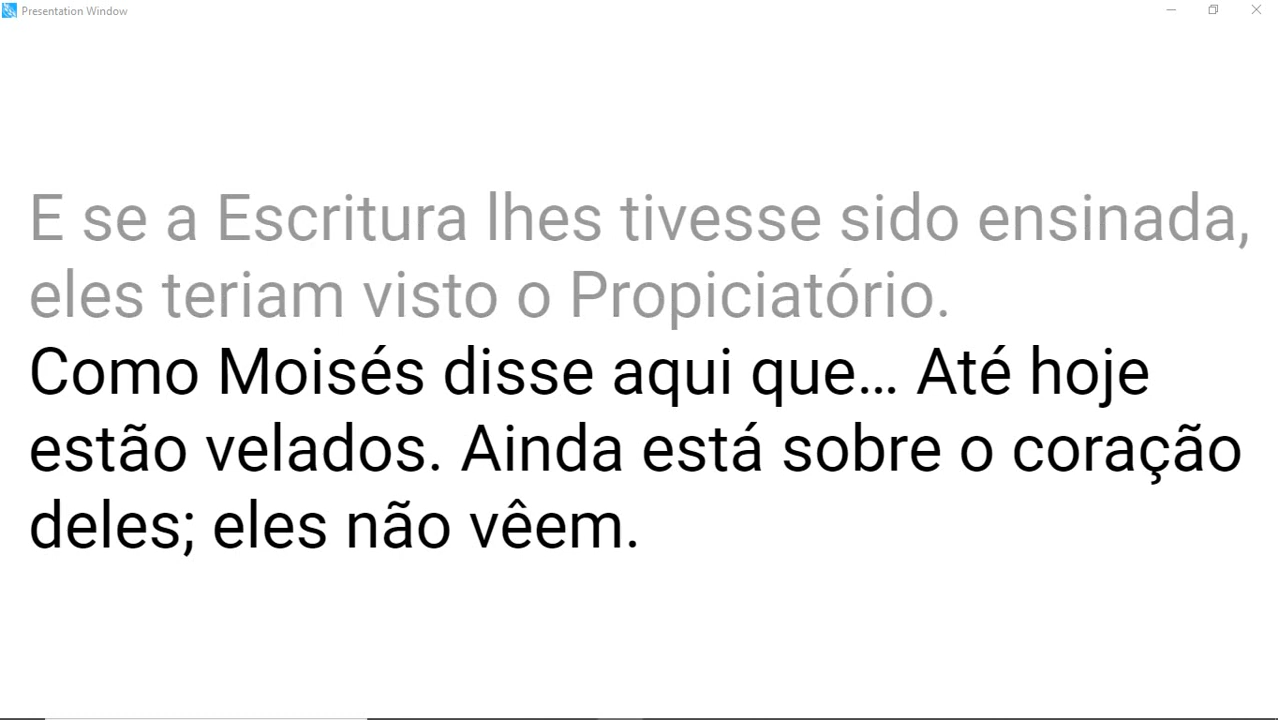 Presentation Window
E se a Escritura lhes tivesse sido ensinada,
eles teriam visto o Propiciatório.
Como Moisés disse aqui que... Até hoje
estão velados. Ainda está sobre o coração
deles; eles não vêem.